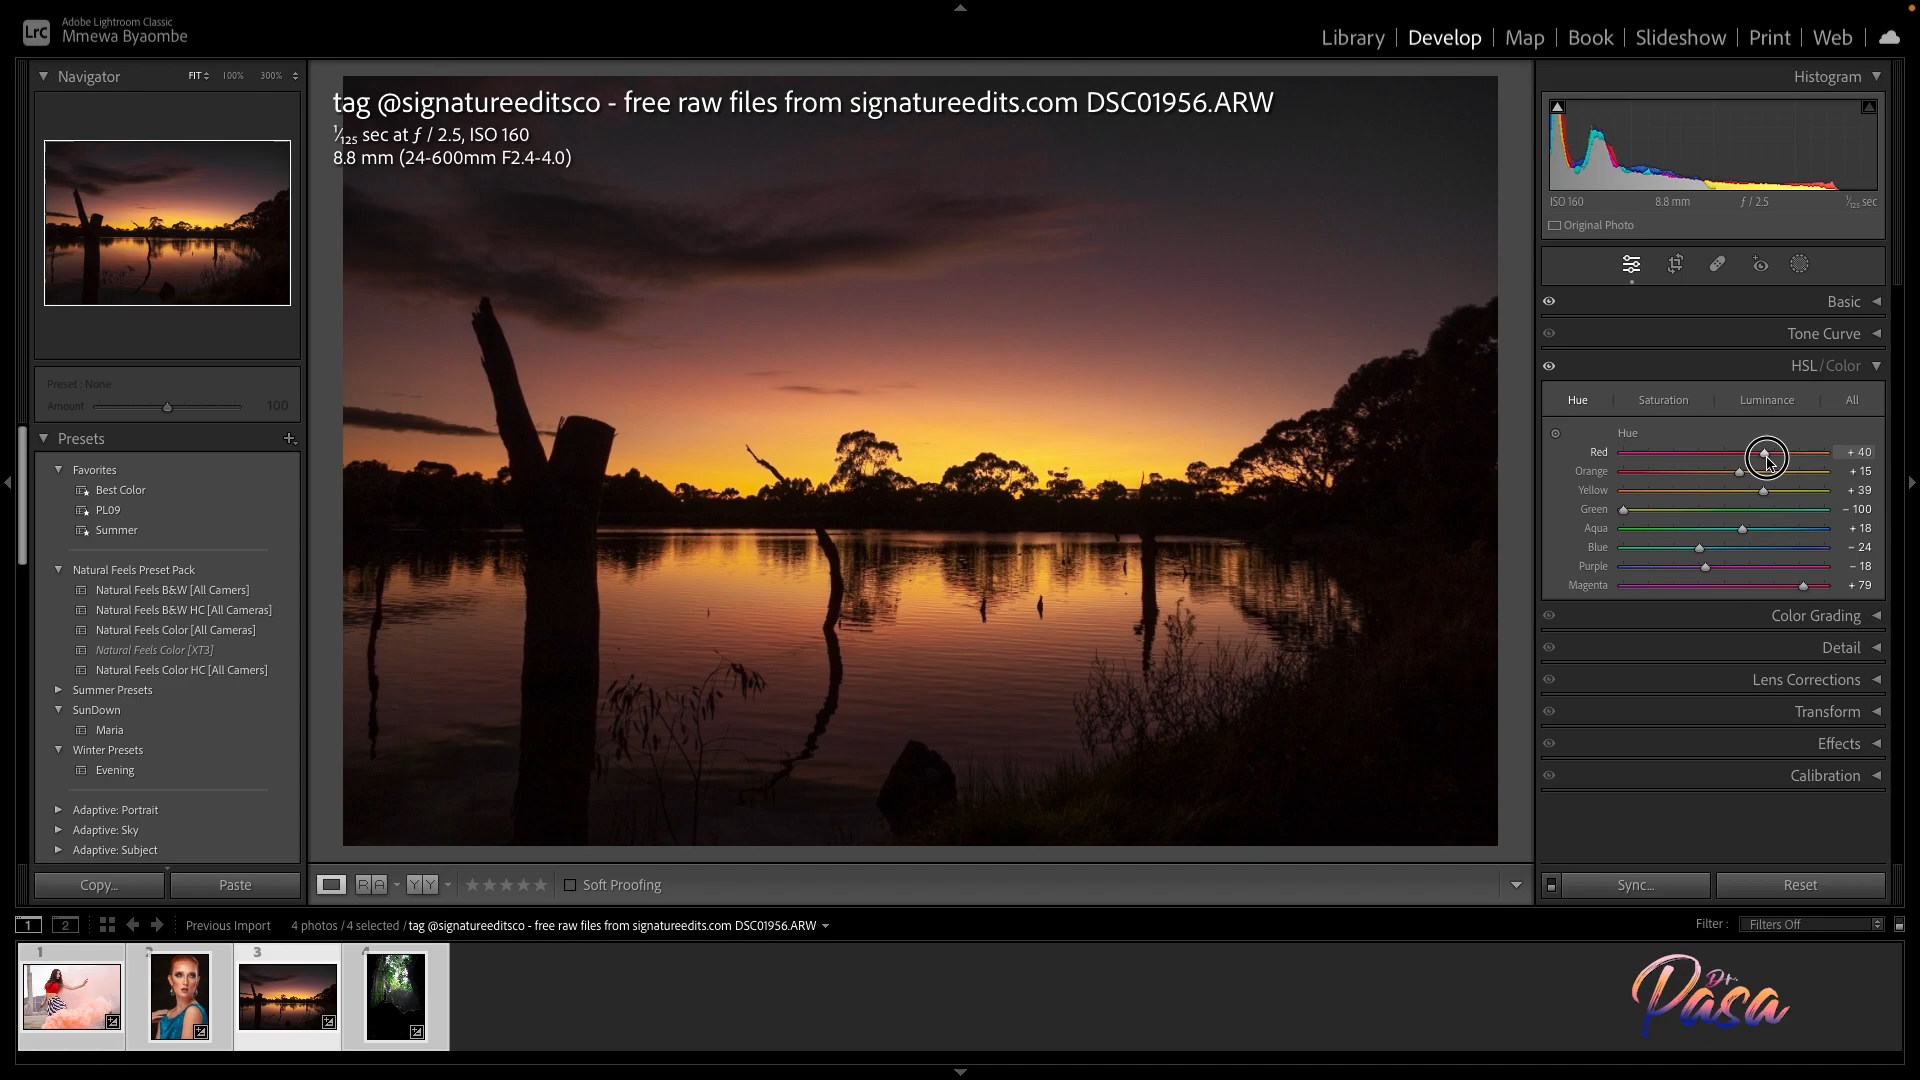 Adobe Lightroom Classic
LrC
Mmewa Byaombe
Library | Develop | Map | Book | Slideshow | Print | Web
Navigator FIT 100% 300%
Preset : None
Amount 100
Presets
Favorites
Best Color
PL09
Summer
Natural Feels Preset Pack
Natural Feels B&W [All Camers]
Natural Feels B&W HC [All Cameras]
Natural Feels Color [All Cameras]
Natural Feels Color [XT3]
Natural Feels Color HC [All Camers]
Summer Presets
SunDown
Maria
Winter Presets
Evening
Adaptive: Portrait
Adaptive: Sky
Adaptive: Subject
Copy... Paste
tag @signatureeditsco - free raw files from signatureedits.com DSC01956.ARW
1/125 sec at ƒ / 2.5, ISO 160
8.8 mm (24-600mm F2.4-4.0)
R A Y Y Soft Proofing
Histogram
ISO 160 8.8 mm ƒ / 2.5 1/125 sec
Original Photo
Basic
Tone Curve
HSL / Color
Hue | Saturation | Luminance | All
Hue
Red + 40
Orange + 15
Yellow + 39
Green - 100
Aqua + 18
Blue - 24
Purple - 18
Magenta + 79
Color Grading
Detail
Lens Corrections
Transform
Effects
Calibration
Sync... Reset
1 2 Previous Import 4 photos / 4 selected / tag @signatureeditsco - free raw files from signatureedits.com DSC01956.ARW Filter : Filters Off
1 2 3 4
Dr.
Pasa